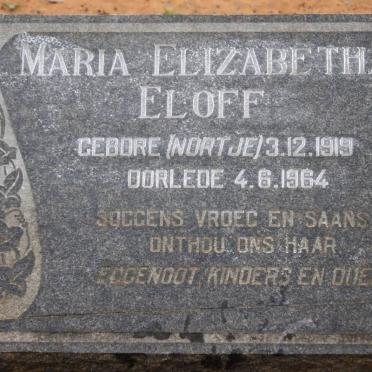 MARIA ELIZABETHA
ELOFF
GEBORE (NORTJE) 3.12.1919
OORLEDE 4.6.1964
SOGGENS VROEG EN SAANS
ONTHOU ONS HAAR
EGGENOOT, KINDERS EN